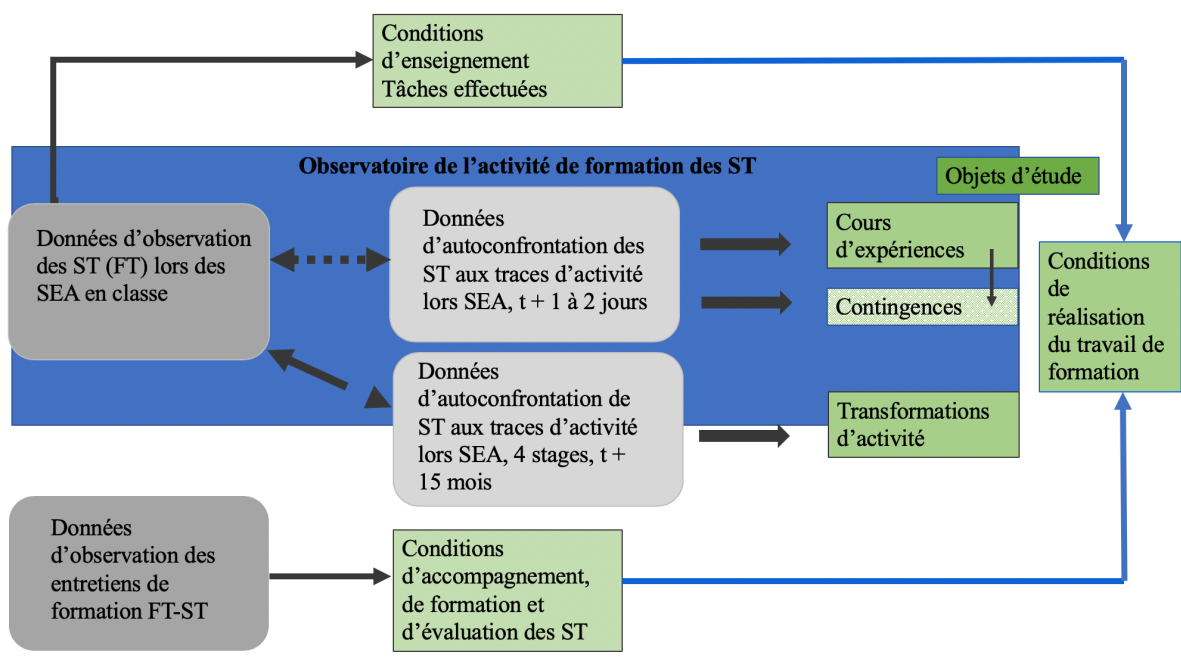 Conditions
d’enseignement
Tâches effectuées
Observatoire de l’activité de formation des ST
Objets d’étude
Données d’observation
des ST (FT) lors des
SEA en classe
Données
d’autoconfrontation des
ST aux traces d’activité
lors SEA, t + 1 à 2 jours
Cours
d’expériences
Contingences
Conditions
de
réalisation
du travail de
formation
Données
d’autoconfrontation de
ST aux traces d’activité
lors SEA, 4 stages, t +
15 mois
Transformations
d’activité
Données
d’observation des
entretiens de
formation FT-ST
Conditions
d’accompagnement,
de formation et
d’évaluation des ST